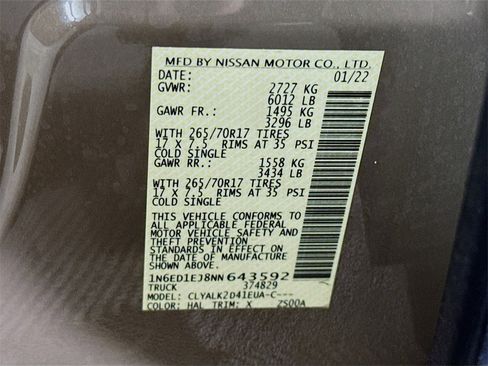 MFD BY NISSAN MOTOR CO., LTD.
DATE: 01/22
GVWR: 2727 KG
6012 LB
GAWR FR.: 1495 KG
3296 LB
WITH 265/70R17 TIRES
17 X 7.5 RIMS AT 35 PSI
COLD SINGLE
GAWR RR.: 1558 KG
3434 LB
WITH 265/70R17 TIRES
17 X 7.5 RIMS AT 35 PSI
COLD SINGLE
THIS VEHICLE CONFORMS TO
ALL APPLICABLE FEDERAL
MOTOR VEHICLE SAFETY
AND THEFT PREVENTION
STANDARDS IN EFFECT ON
THE DATE OF MANUFACTURE
SHOWN ABOVE.
1N6ED1EJ8NN643592
TRUCK 374829
MODEL: CLYALK2D41EUA-C---
COLOR: HAL TRIM: X ZS00A